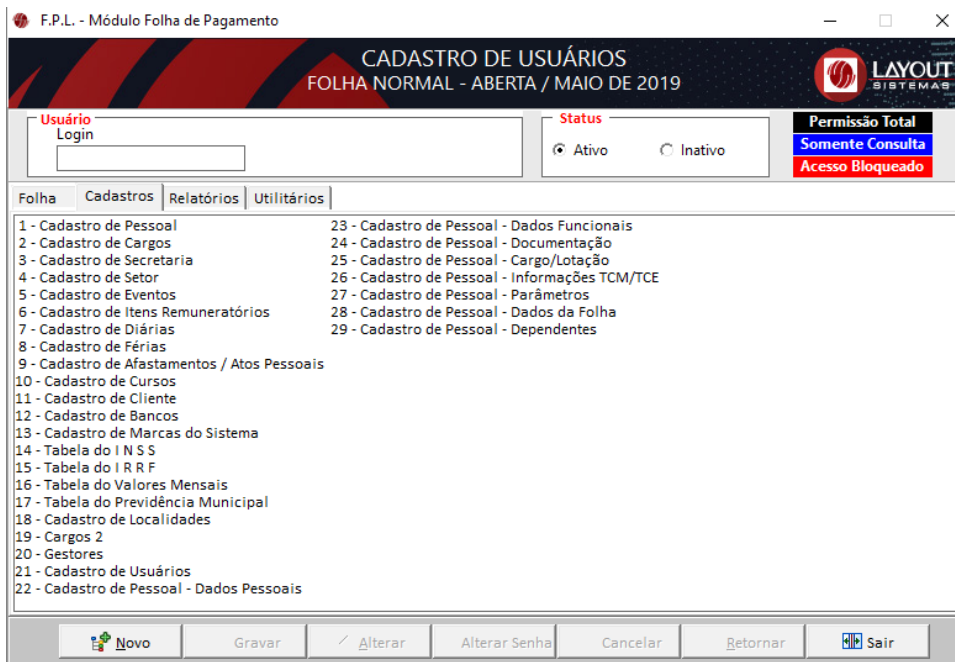 F.P.L. - Módulo Folha de Pagamento
CADASTRO DE USUÁRIOS
FOLHA NORMAL - ABERTA / MAIO DE 2019
LAYOUT
SISTEMAS
Usuário
Login
Status
Ativo
Inativo
Permissão Total
Somente Consulta
Acesso Bloqueado
Folha
Cadastros
Relatórios
Utilitários
1 - Cadastro de Pessoal
2 - Cadastro de Cargos
3 - Cadastro de Secretaria
4 - Cadastro de Setor
5 - Cadastro de Eventos
6 - Cadastro de Itens Remuneratórios
7 - Cadastro de Diárias
8 - Cadastro de Férias
9 - Cadastro de Afastamentos / Atos Pessoais
10 - Cadastro de Cursos
11 - Cadastro de Cliente
12 - Cadastro de Bancos
13 - Cadastro de Marcas do Sistema
14 - Tabela do I N S S
15 - Tabela do I R R F
16 - Tabela do Valores Mensais
17 - Tabela do Previdência Municipal
18 - Cadastro de Localidades
19 - Cargos 2
20 - Gestores
21 - Cadastro de Usuários
22 - Cadastro de Pessoal - Dados Pessoais
23 - Cadastro de Pessoal - Dados Funcionais
24 - Cadastro de Pessoal - Documentação
25 - Cadastro de Pessoal - Cargo/Lotação
26 - Cadastro de Pessoal - Informações TCM/TCE
27 - Cadastro de Pessoal - Parâmetros
28 - Cadastro de Pessoal - Dados da Folha
29 - Cadastro de Pessoal - Dependentes
Novo
Gravar
Alterar
Alterar Senha
Cancelar
Retornar
Sair